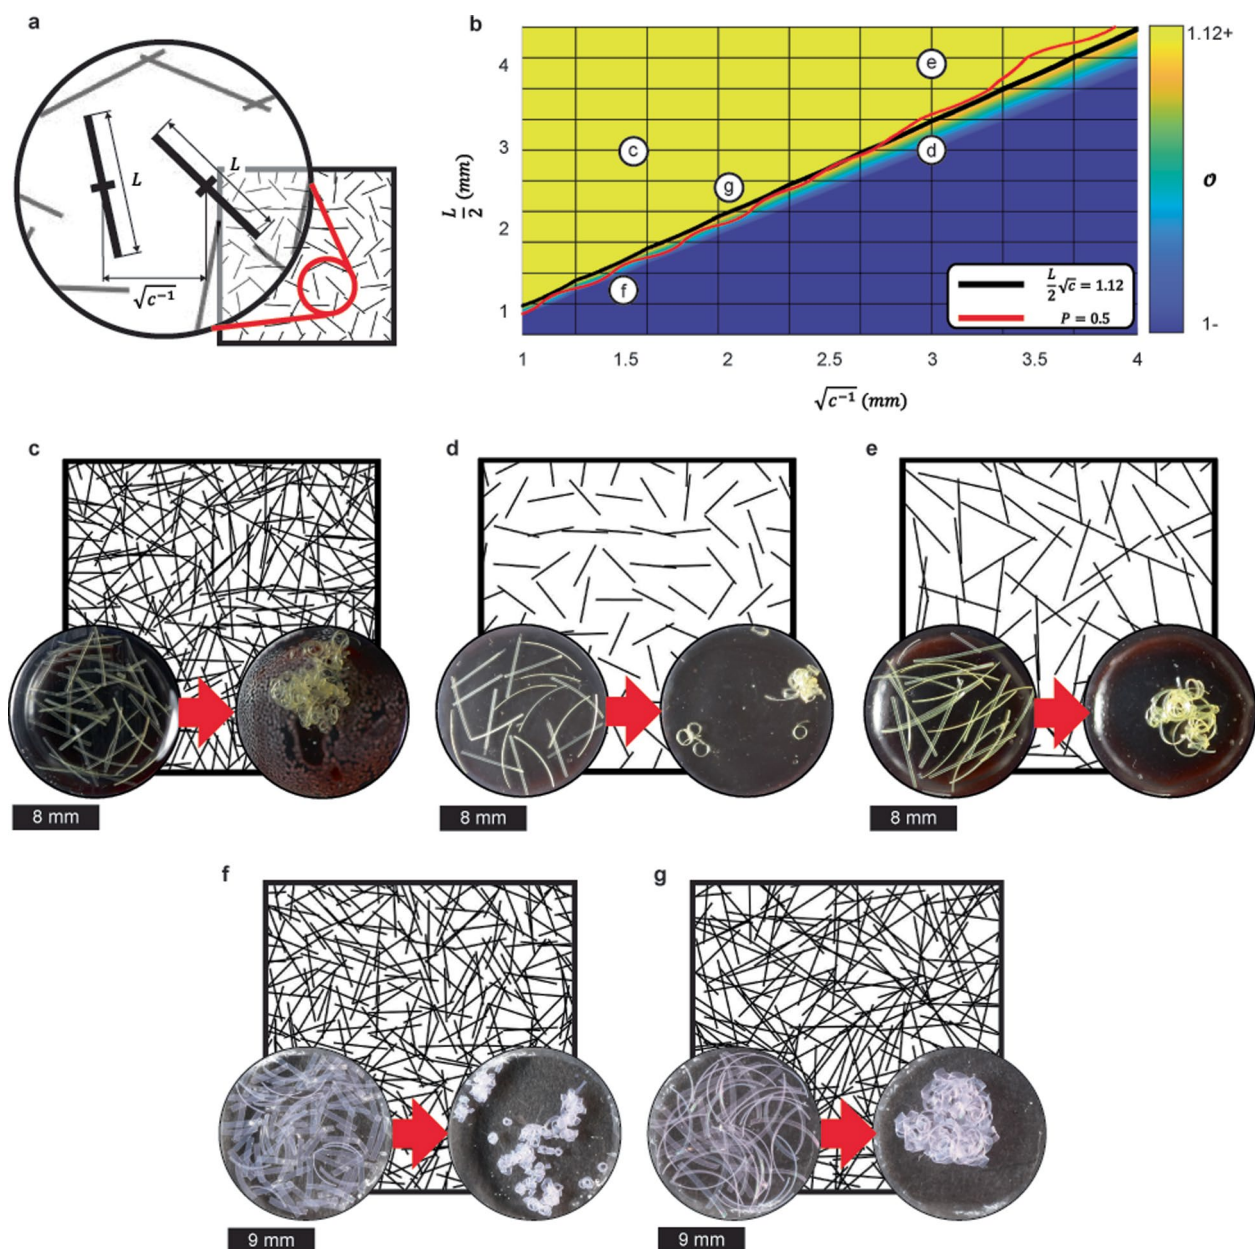 a
L
L
√c⁻¹
b
4
3
2
1
L/2 (mm)
1
1.5
2
2.5
3
3.5
4
√c⁻¹ (mm)
c
d
e
f
g
L/2 √c = 1.12
P = 0.5
1.12+
1-
c
d
e
8 mm
8 mm
8 mm
f
g
9 mm
9 mm